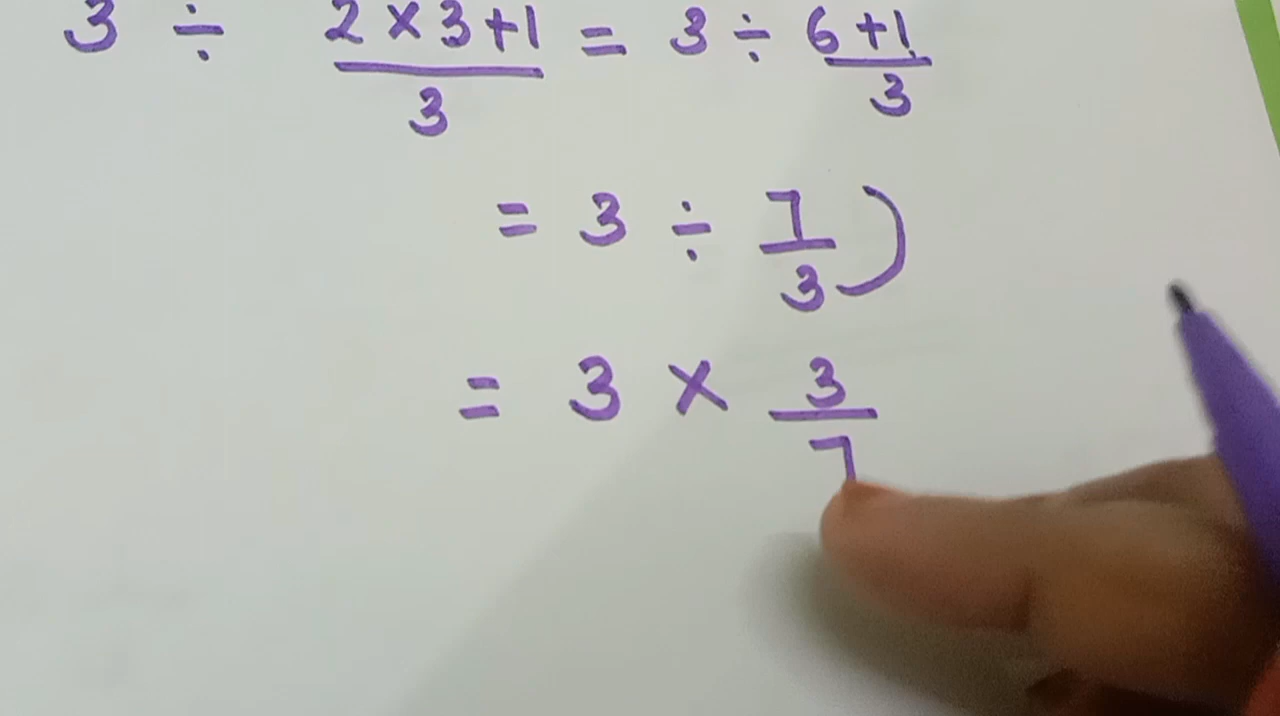 3 ÷ 2 × 3 + 1 / 3 = 3 ÷ 6 + 1 / 3
= 3 ÷ 7 / 3 )
= 3 × 3 / 7